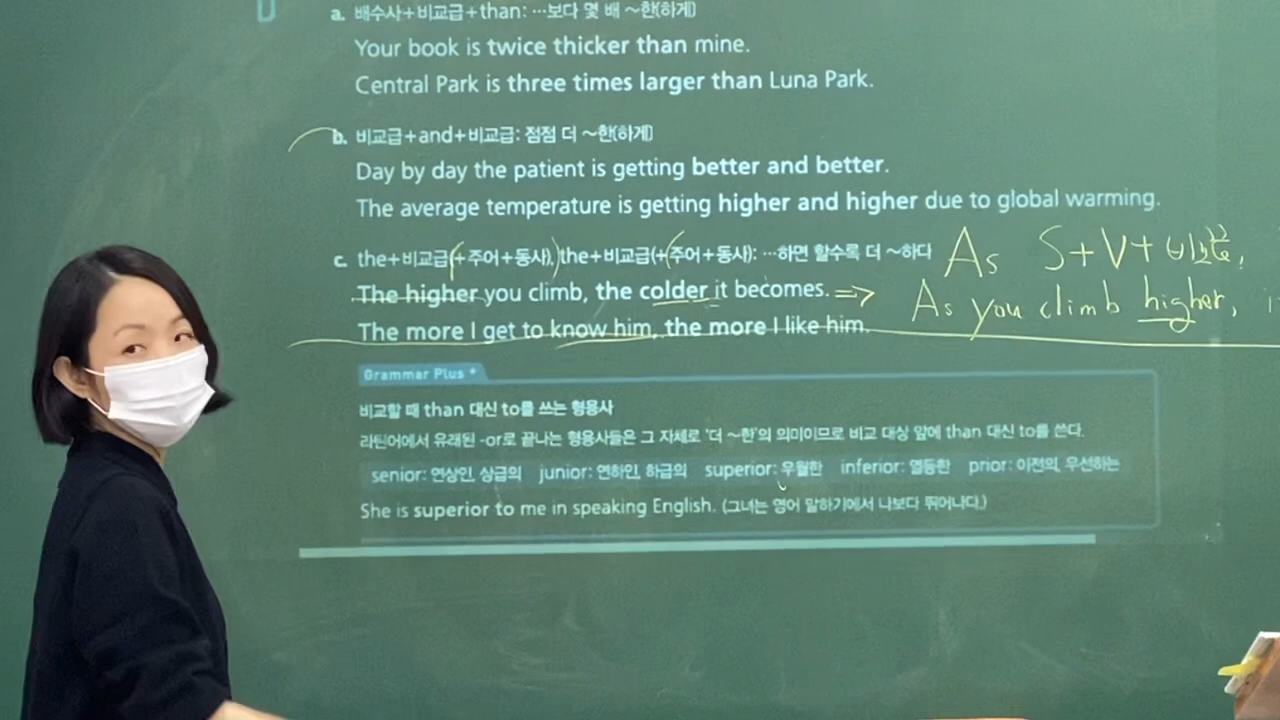 a. 배수사+비교급+than: …보다 몇 배 ~한(하게)
Your book is twice thicker than mine.
Central Park is three times larger than Luna Park.
b. 비교급+and+비교급: 점점 더 ~한(하게)
Day by day the patient is getting better and better.
The average temperature is getting higher and higher due to global warming.
c. the+비교급(+주어+동사), the+비교급(+주어+동사): …하면 할수록 더 ~하다
As S+V+비교급,
The higher you climb, the colder it becomes. ⇒ As you climb higher,
The more I get to know him, the more I like him.
Grammar Plus +
비교할 때 than 대신 to를 쓰는 형용사
라틴어에서 유래된 -or로 끝나는 형용사들은 그 자체로 '더 ~한'의 의미이므로 비교 대상 앞에 than 대신 to를 쓴다.
senior: 연상인, 상급의 junior: 연하인, 하급의 superior: 우월한 inferior: 열등한 prior: 이전의, 우선하는
She is superior to me in speaking English. (그녀는 영어 말하기에서 나보다 뛰어나다.)